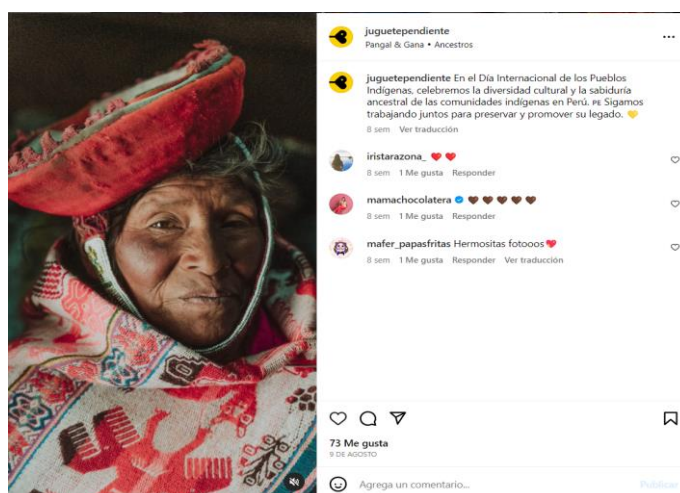 juguetependiente
Pangal & Gana • Ancestros
juguetependiente En el Día Internacional de los Pueblos
Indígenas, celebremos la diversidad cultural y la sabiduría
ancestral de las comunidades indígenas en Perú. PE Sigamos
trabajando juntos para preservar y promover su legado. 💛
8 sem Ver traducción
iristarazona_ ❤️ ❤️
8 sem 1 Me gusta Responder
mamachocolatera 🤎 🤎 🤎 🤎 🤎
8 sem 1 Me gusta Responder
mafer_papasfritas Hermositas fotooos❤️
8 sem 1 Me gusta Responder Ver traducción
73 Me gusta
9 DE AGOSTO
Agrega un comentario... Publicar